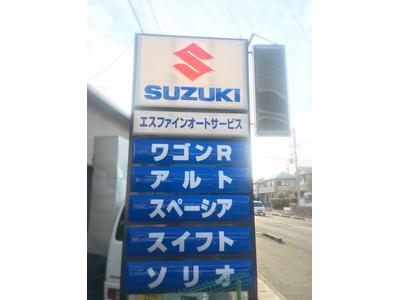 SUZUKI
エスファインオートサービス
ワゴンR
アルト
スペーシア
スイフト
ソリオ